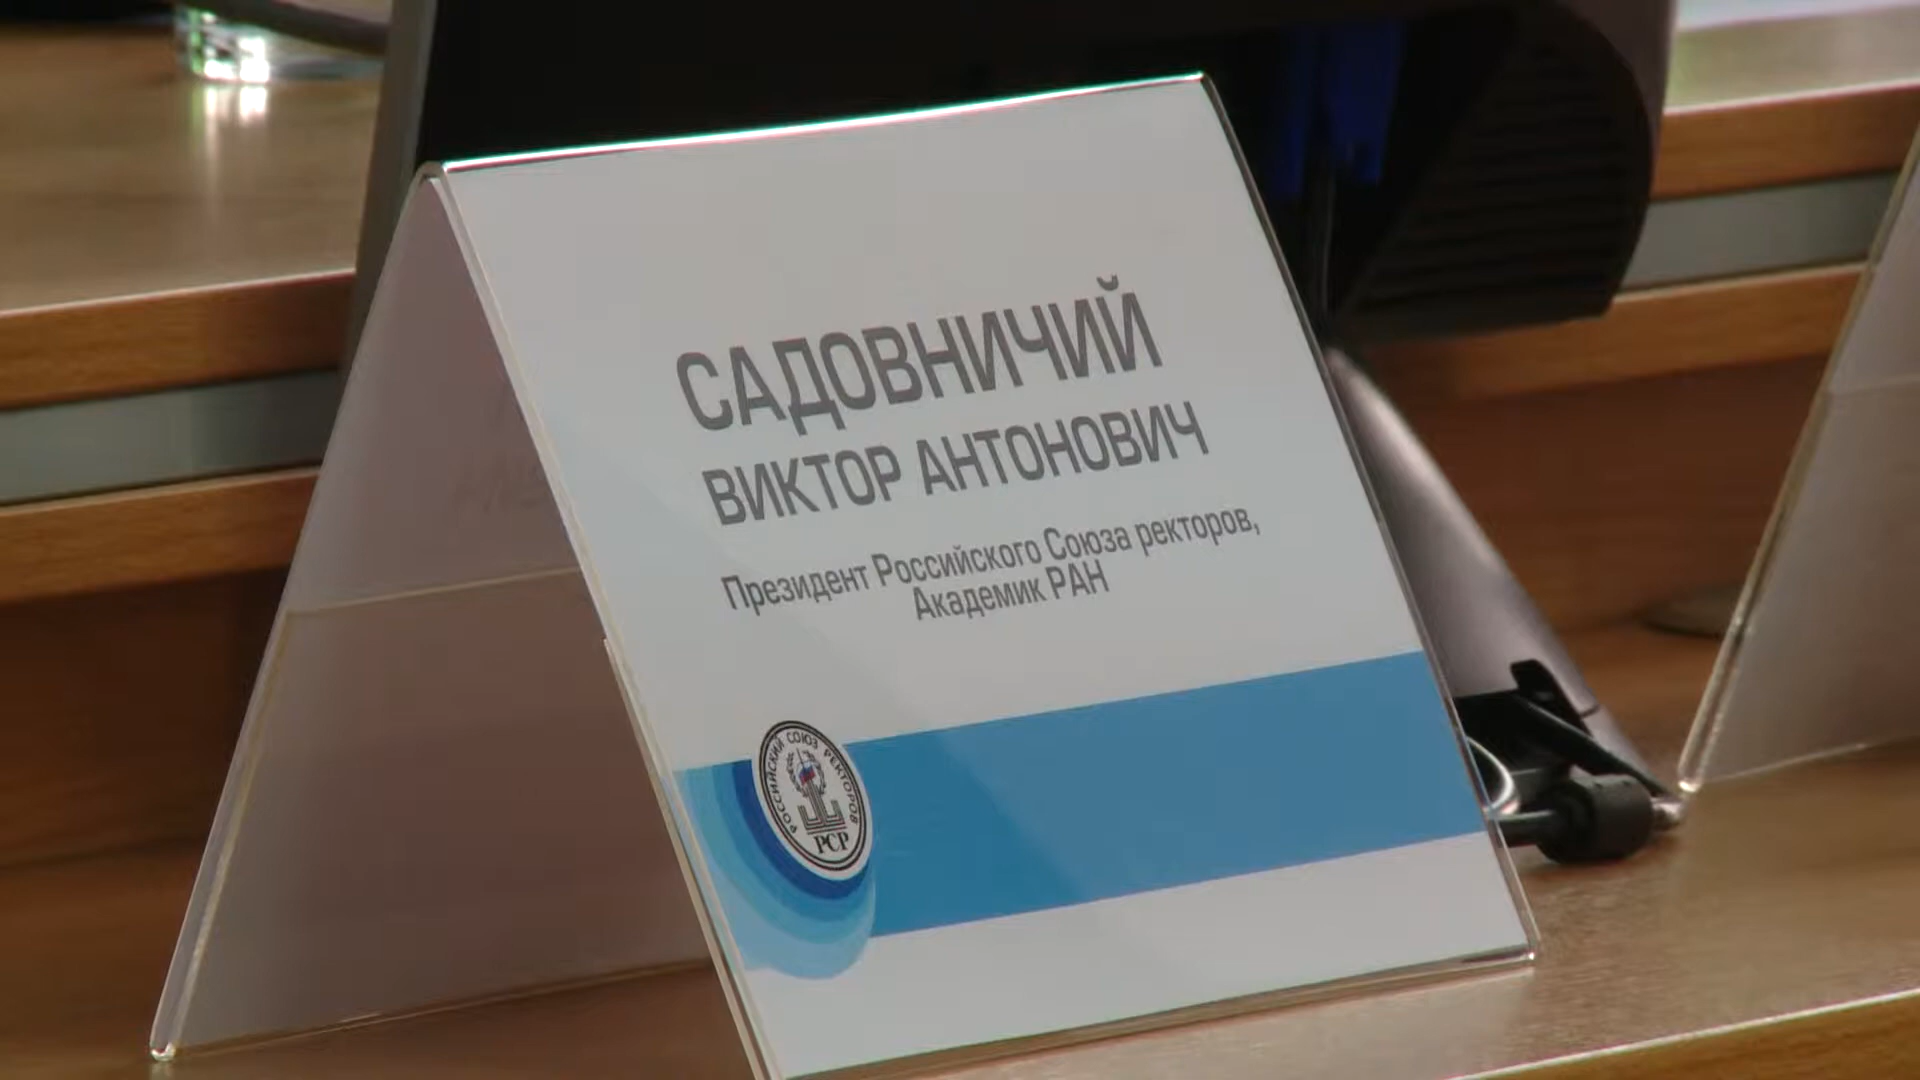 САДОВНИЧИЙ
ВИКТОР АНТОНОВИЧ
Президент Российского Союза ректоров,
Академик РАН
РОССИЙСКИЙ СОЮЗ РЕКТОРОВ
РСР